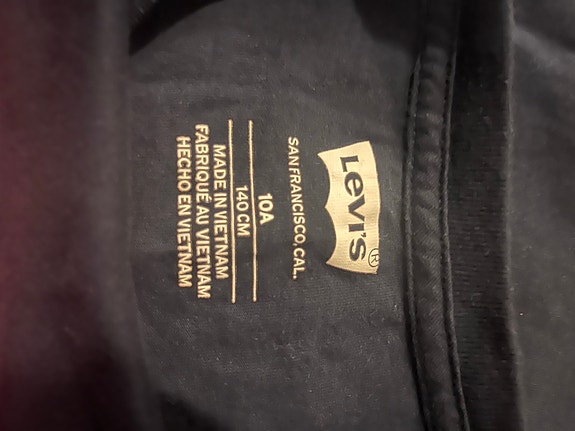 Levi's®
SAN FRANCISCO, CAL.
10A
140 CM
MADE IN VIETNAM
FABRIQUÉ AU VIETNAM
HECHO EN VIETNAM